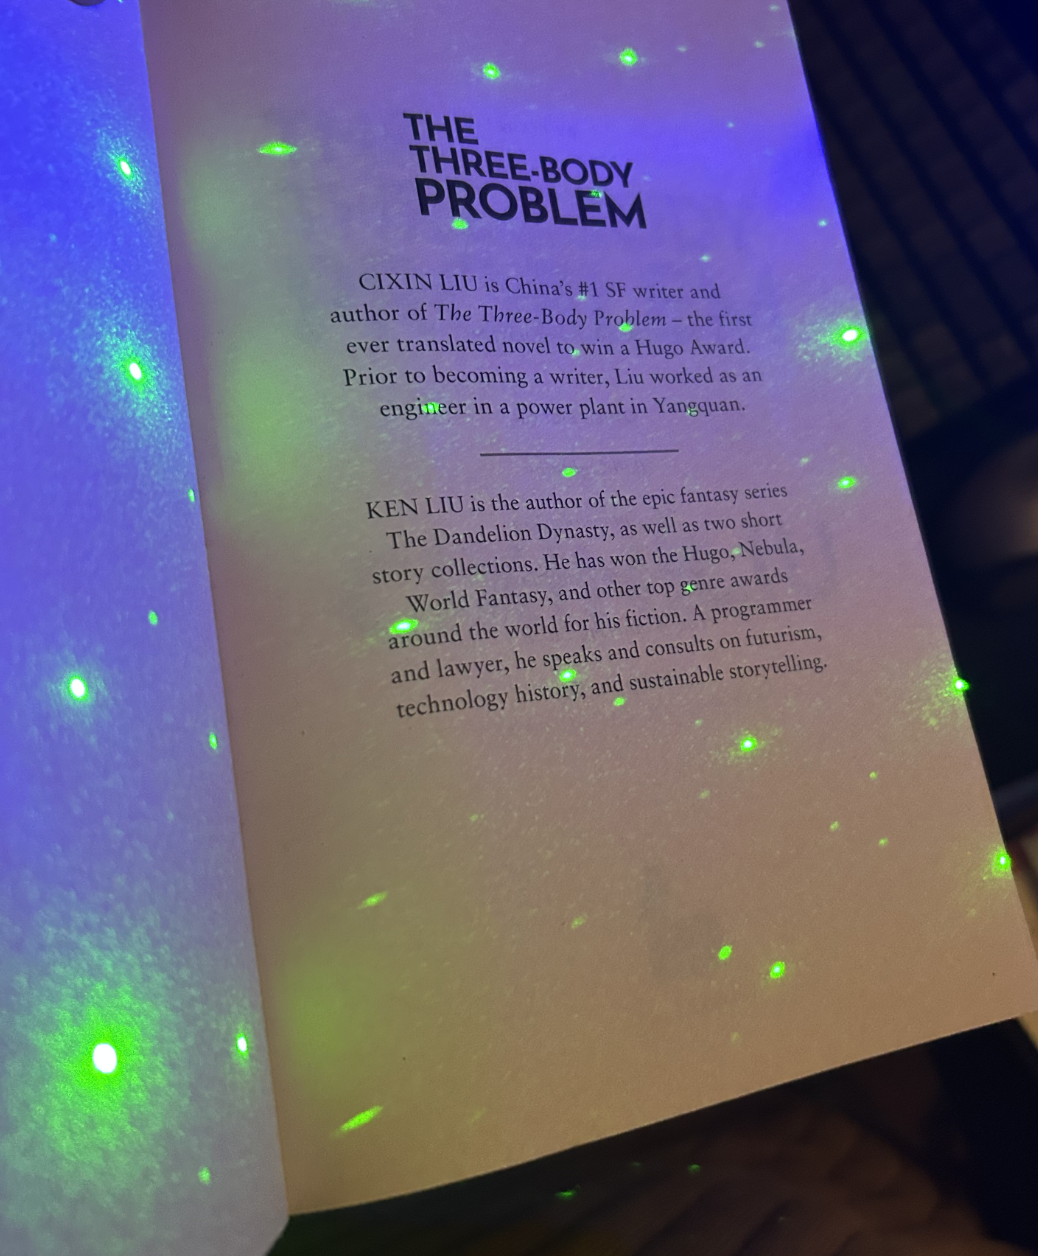 THE
THREE-BODY
PROBLEM
CIXIN LIU is China's #1 SF writer and
author of The Three-Body Problem – the first
ever translated novel to win a Hugo Award.
Prior to becoming a writer, Liu worked as an
engineer in a power plant in Yangquan.
KEN LIU is the author of the epic fantasy series
The Dandelion Dynasty, as well as two short
story collections. He has won the Hugo, Nebula,
World Fantasy, and other top genre awards
around the world for his fiction. A programmer
and lawyer, he speaks and consults on futurism,
technology history, and sustainable storytelling.